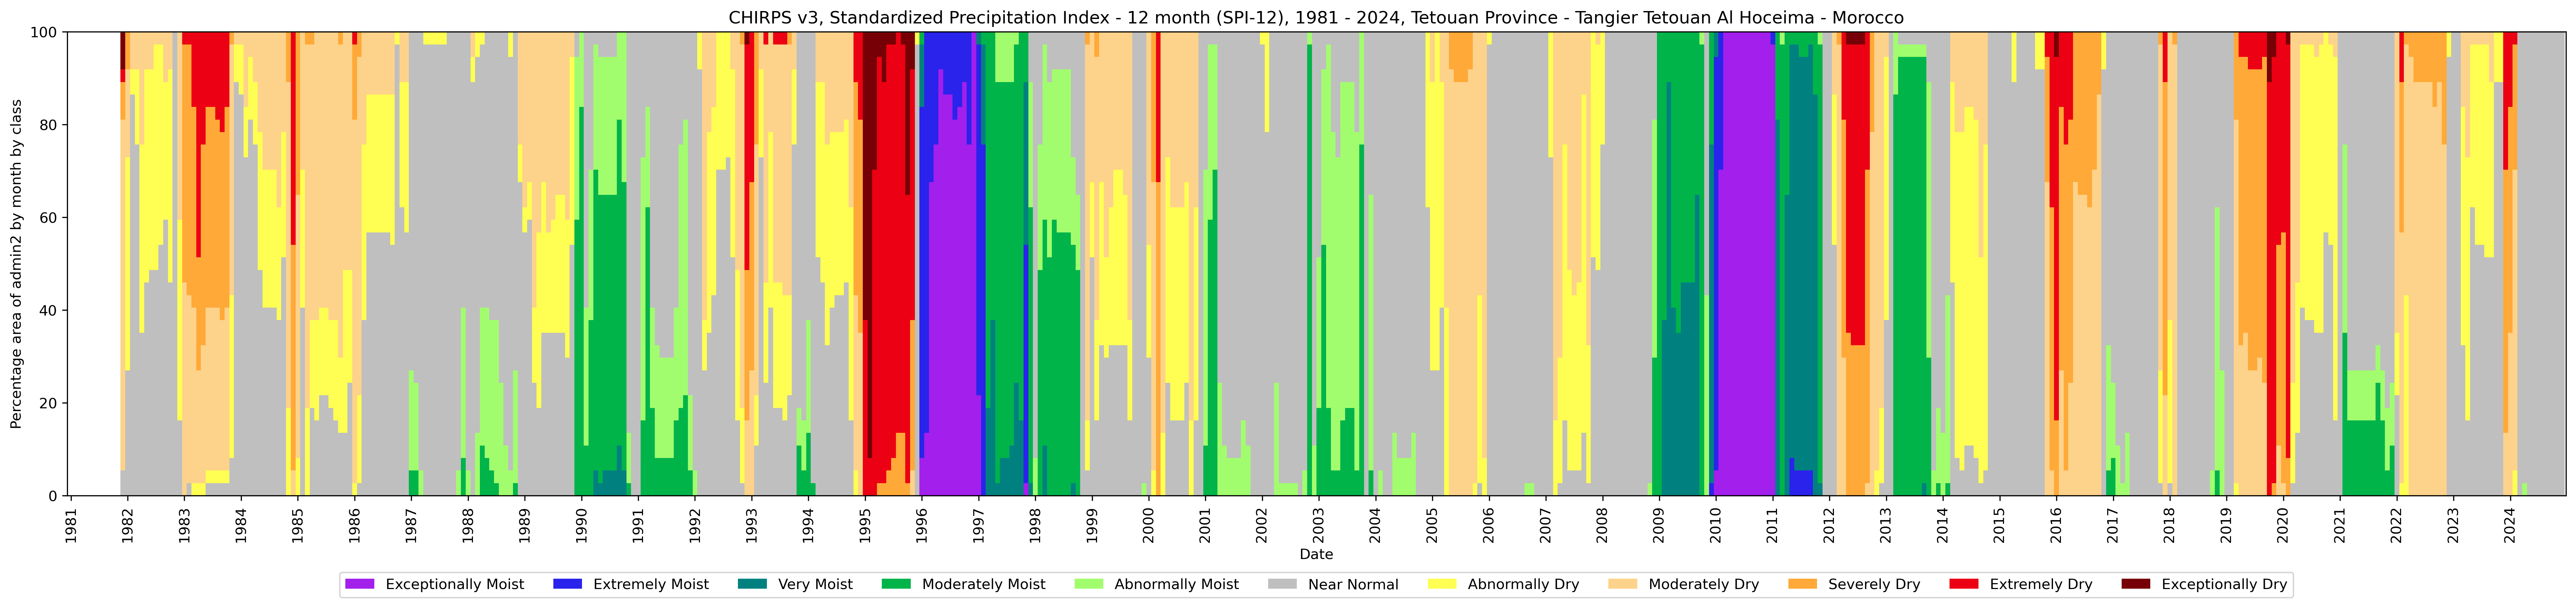 CHIRPS v3, Standardized Precipitation Index - 12 month (SPI-12), 1981 - 2024, Tetouan Province - Tangier Tetouan Al Hoceima - Morocco
Percentage area of admin2 by month by class
100
80
60
40
20
0
1981 1982 1983 1984 1985 1986 1987 1988 1989 1990 1991 1992 1993 1994 1995 1996 1997 1998 1999 2000 2001 2002 2003 2004 2005 2006 2007 2008 2009 2010 2011 2012 2013 2014 2015 2016 2017 2018 2019 2020 2021 2022 2023 2024
Date
Exceptionally Moist Extremely Moist Very Moist Moderately Moist Abnormally Moist Near Normal Abnormally Dry Moderately Dry Severely Dry Extremely Dry Exceptionally Dry